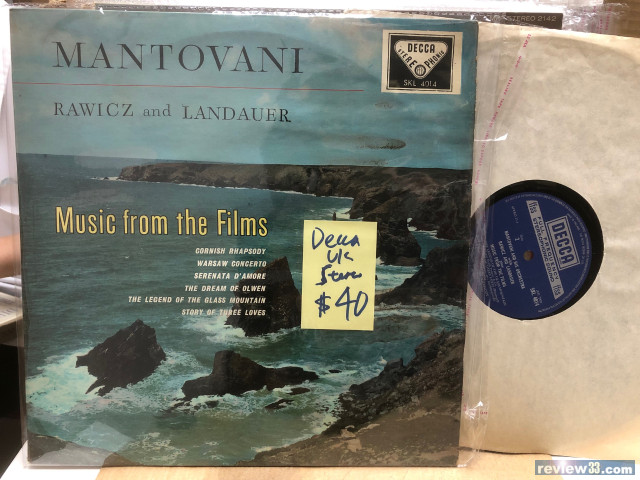 MANTOVANI
RAWICZ and LANDAUER
DECCA
STEREOPHONIC
SKL 4014
STEREO 2142
Music from the Films
CORNISH RHAPSODY
WARSAW CONCERTO
SERENATA D'AMORE
THE DREAM OF OLWEN
THE LEGEND OF THE GLASS MOUNTAIN
STORY OF THREE LOVES
Decca
UK
Stereo
$40
DECCA
review33.com